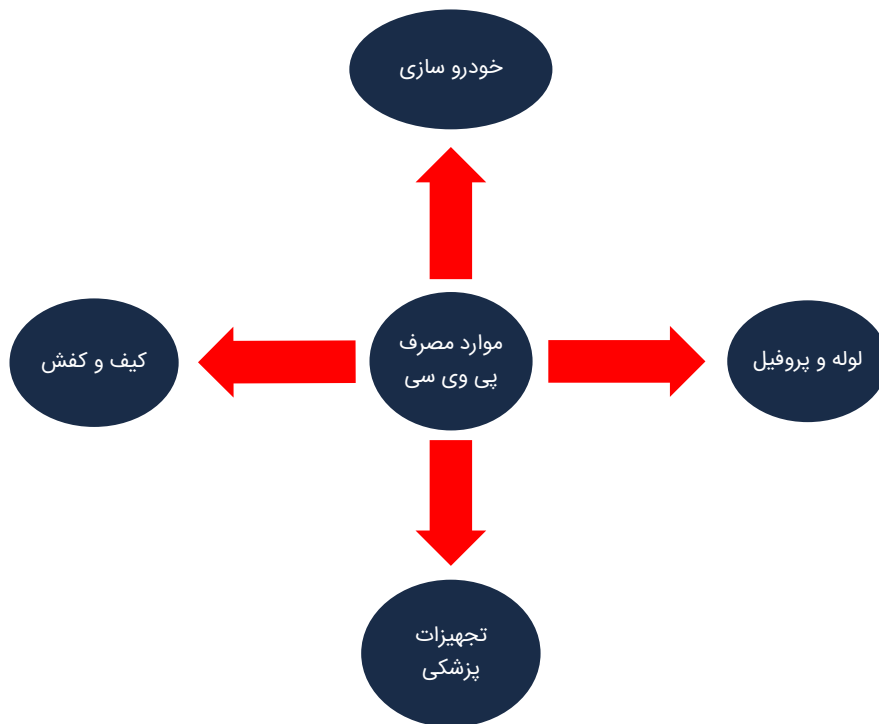 خودرو سازی
موارد مصرف
پی وی سی
لوله و پروفیل
کیف و کفش
تجهیزات
پزشکی